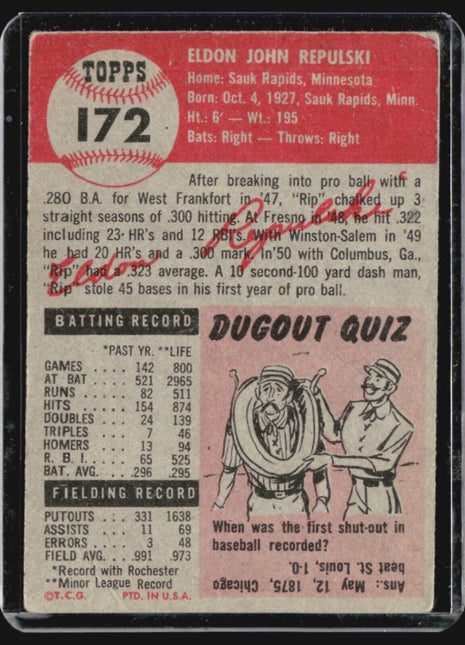 TOPPS
172
ELDON JOHN REPULSKI
Home: Sauk Rapids, Minnesota
Born: Oct. 4, 1927, Sauk Rapids, Minn.
Ht.: 6' — Wt.: 195
Bats: Right — Throws: Right
After breaking into pro ball with a
.280 B.A. for West Frankfort in '47, "Rip" chalked up 3
straight seasons of .300 hitting. At Fresno in '48, he hit .322
including 23 HR's and 12 RBI's. With Winston-Salem in '49
he had 20 HR's and a .300 mark. In '50 with Columbus, Ga.,
"Rip" had a .323 average. A 10 second-100 yard dash man,
"Rip" stole 45 bases in his first year of pro ball.
Eldon Repulski
BATTING RECORD
*PAST YR. **LIFE
GAMES .... 142 800
AT BAT .... 521 2965
RUNS .... 82 511
HITS .... 154 874
DOUBLES .. 24 139
TRIPLES ... 7 46
HOMERS .. 13 94
R. B. I. .... 65 525
BAT. AVG. .. .296 .295
FIELDING RECORD
PUTOUTS .. 331 1638
ASSISTS ... 11 69
ERRORS ... 3 48
FIELD AVG. . .991 .973
*Record with Rochester
**Minor League Record
©T.C.G. PTD. IN U.S.A.
DUGOUT QUIZ
When was the first shut-out in
baseball recorded?
Ans.: May 12, 1875, Chicago
beat St. Louis, 1-0.